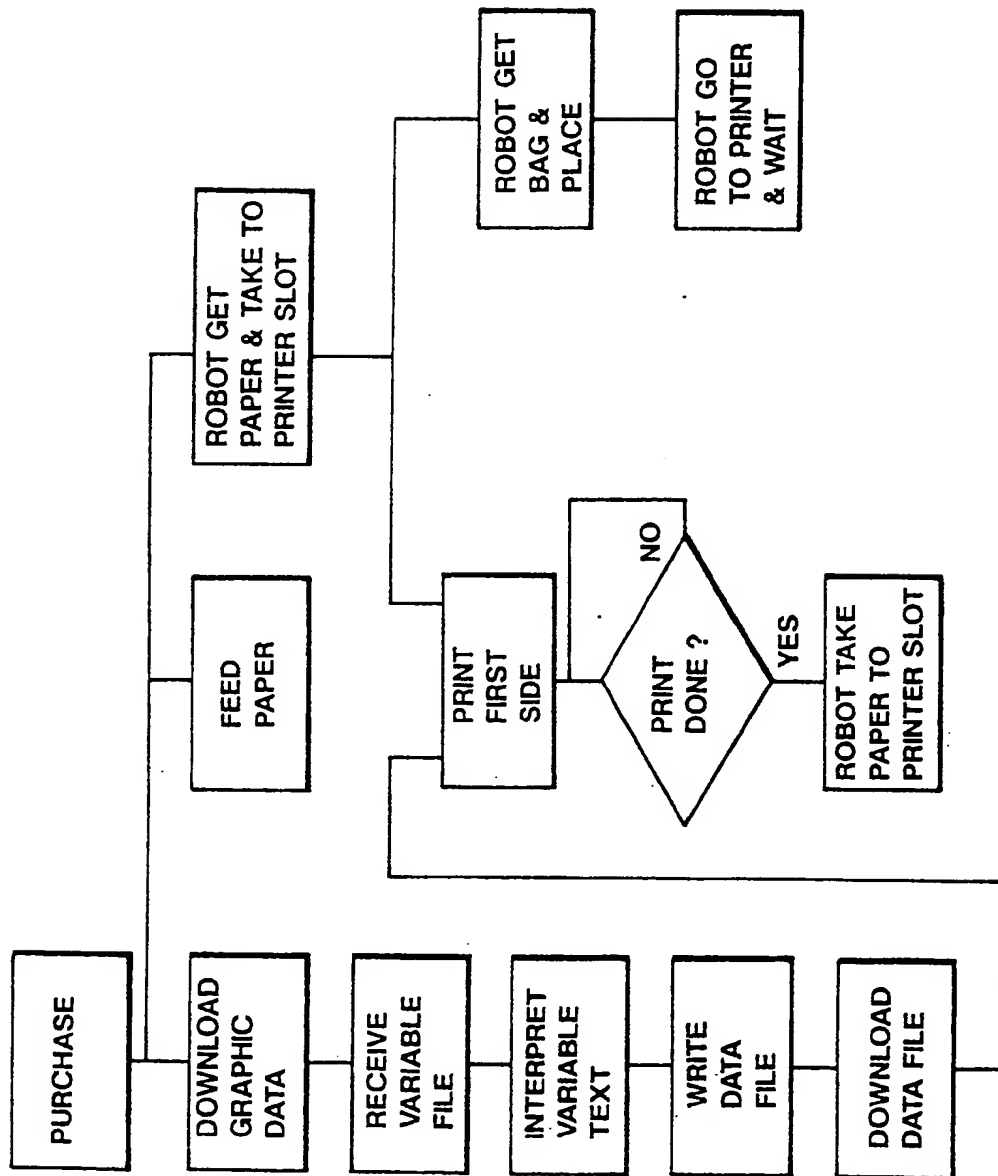 PURCHASE
DOWNLOAD
GRAPHIC
DATA
FEED
PAPER
ROBOT GET
PAPER & TAKE TO
PRINTER SLOT
RECEIVE
VARIABLE
FILE
INTERPRET
VARIABLE
TEXT
WRITE
DATA
FILE
DOWNLOAD
DATA FILE
PRINT
FIRST
SIDE
PRINT
DONE ?
NO
YES
ROBOT TAKE
PAPER TO
PRINTER SLOT
ROBOT GET
BAG &
PLACE
ROBOT GO
TO PRINTER
& WAIT